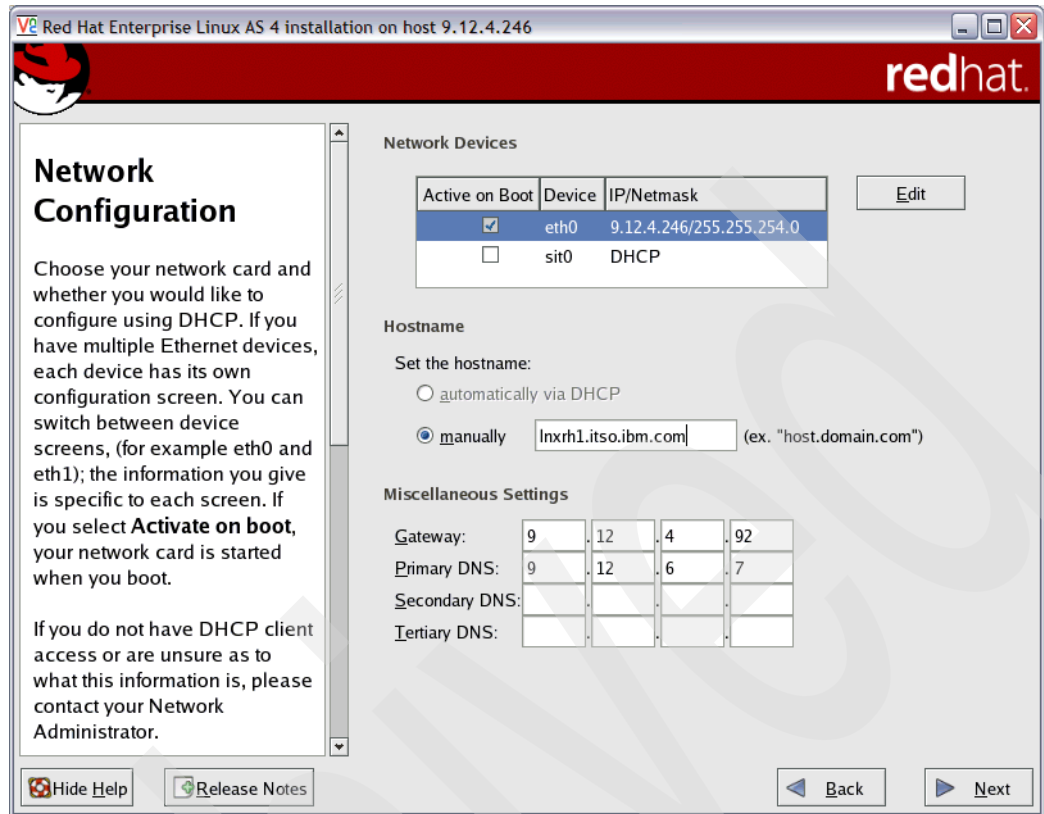 Red Hat Enterprise Linux AS 4 installation on host 9.12.4.246
redhat.
Network
Configuration
Choose your network card and
whether you would like to
configure using DHCP. If you
have multiple Ethernet devices,
each device has its own
configuration screen. You can
switch between device
screens, (for example eth0 and
eth1); the information you give
is specific to each screen. If
you select Activate on boot,
your network card is started
when you boot.
If you do not have DHCP client
access or are unsure as to
what this information is, please
contact your Network
Administrator.
Network Devices
Active on Boot Device IP/Netmask
eth0 9.12.4.246/255.255.254.0
sit0 DHCP
Edit
Hostname
Set the hostname:
automatically via DHCP
manually lnxrh1.itso.ibm.com (ex. "host.domain.com")
Miscellaneous Settings
Gateway: 9 . 12 . 4 . 92
Primary DNS: 9 . 12 . 6 . 7
Secondary DNS: . . .
Tertiary DNS: . . .
Hide Help
Release Notes
Back
Next